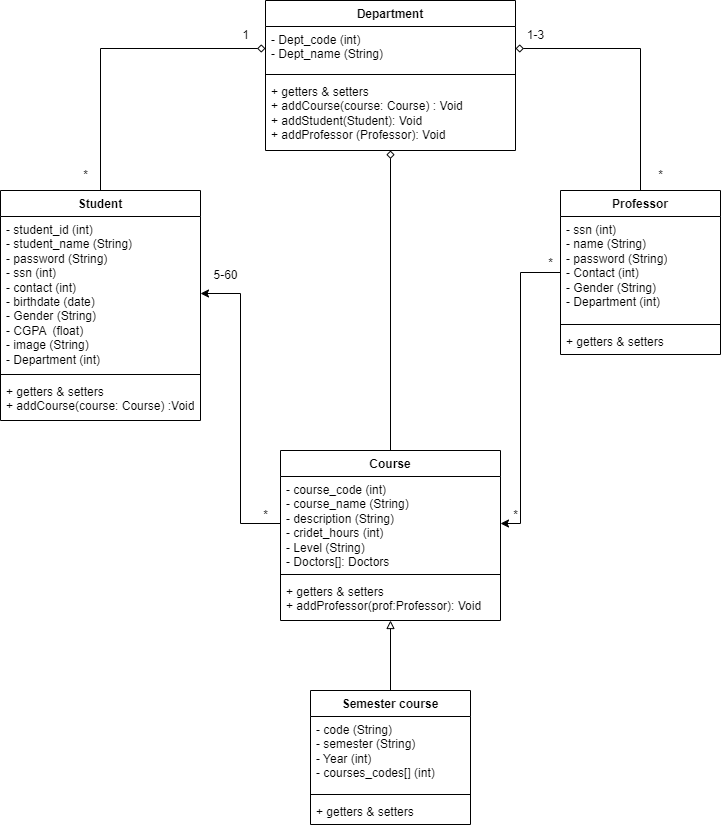 Department
- Dept_code (int)
- Dept_name (String)
+ getters & setters
+ addCourse(course: Course) : Void
+ addStudent(Student): Void
+ addProfessor (Professor): Void
1
1-3
*
*
Student
- student_id (int)
- student_name (String)
- password (String)
- ssn (int)
- contact (int)
- birthdate (date)
- Gender (String)
- CGPA  (float)
- image (String)
- Department (int)
+ getters & setters
+ addCourse(course: Course) :Void
Professor
- ssn (int)
- name (String)
- password (String)
- Contact (int)
- Gender (String)
- Department (int)
+ getters & setters
5-60
*
*
*
Course
- course_code (int)
- course_name (String)
- description (String)
- cridet_hours (int)
- Level (String)
- Doctors[]: Doctors
+ getters & setters
+ addProfessor(prof:Professor): Void
Semester course
- code (String)
- semester (String)
- Year (int)
- courses_codes[] (int)
+ getters & setters